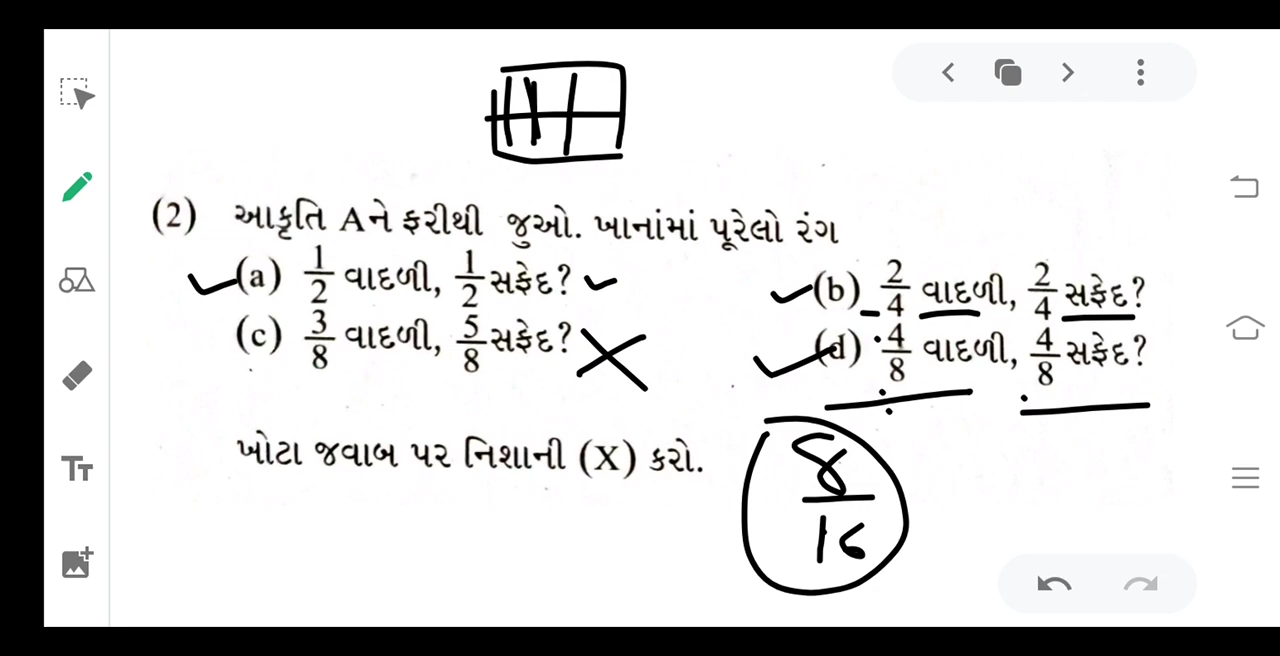 (2) આકૃતિ Aને ફરીથી જુઓ. ખાનાંમાં પૂરેલો રંગ
(a) 1/2 વાદળી, 1/2 સફેદ? (b) 2/4 વાદળી, 2/4 સફેદ?
(c) 3/8 વાદળી, 5/8 સફેદ? (d) 4/8 વાદળી, 4/8 સફેદ?
ખોટા જવાબ પર નિશાની (X) કરો.
8/16
TT